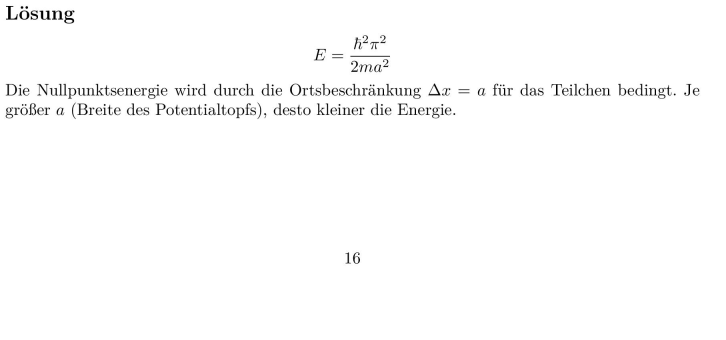 Lösung
E = \frac{\hbar^2 \pi^2}{2ma^2}
Die Nullpunktsenergie wird durch die Ortsbeschränkung Δx = a für das Teilchen bedingt. Je
größer a (Breite des Potentialtopfs), desto kleiner die Energie.
16